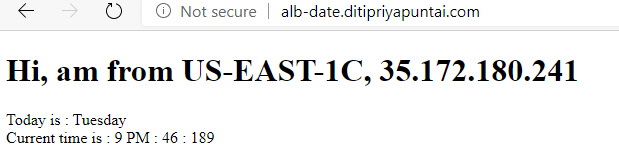 Not secure | alb-date.ditipriyapuntai.com
Hi, am from US-EAST-1C, 35.172.180.241
Today is : Tuesday
Current time is : 9 PM : 46 : 189